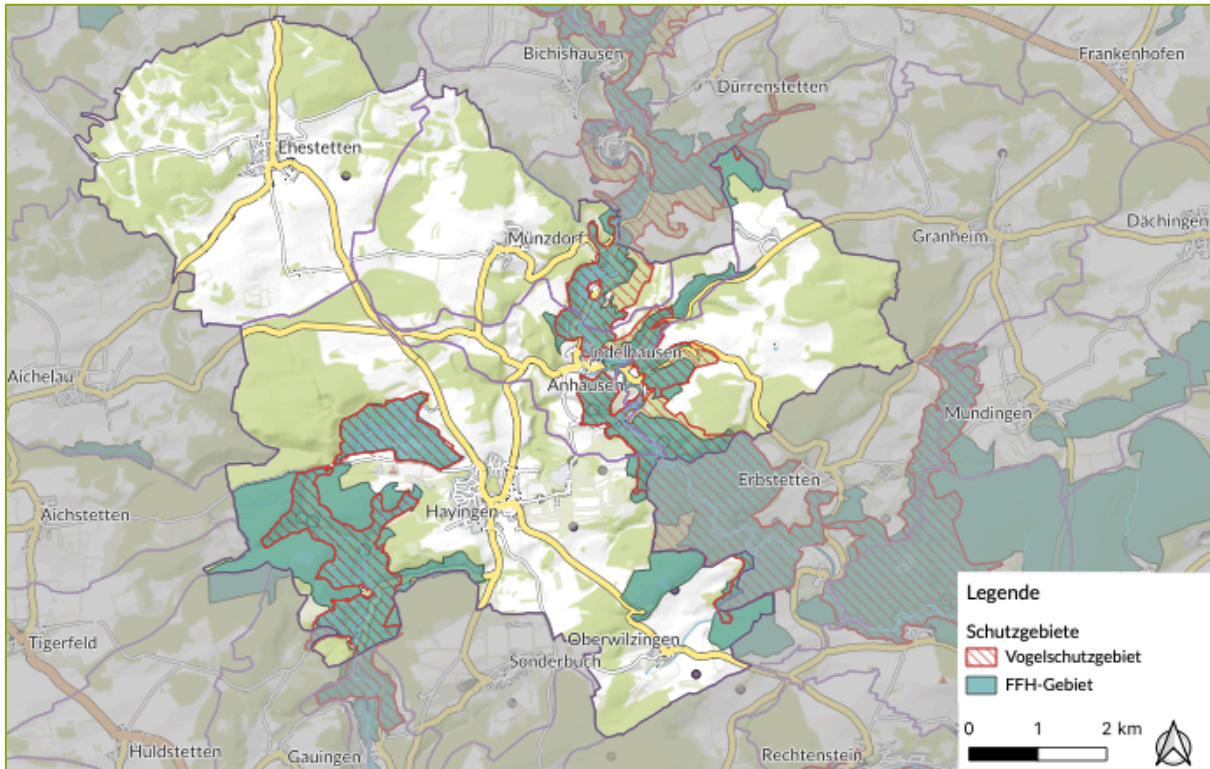 Bichishausen
Frankenhofen
Dürrenstetten
Ehestetten
Dächingen
Granheim
Münzdorf
Indelhausen
Aichelau
Anhausen
Mundingen
Erbstetten
Hayingen
Aichstetten
Legende
Schutzgebiete
Vogelschutzgebiet
FFH-Gebiet
Tigerfeld
Oberwilzingen
Sonderbuch
0 1 2 km
Huldstetten
Gauingen
Rechtenstein